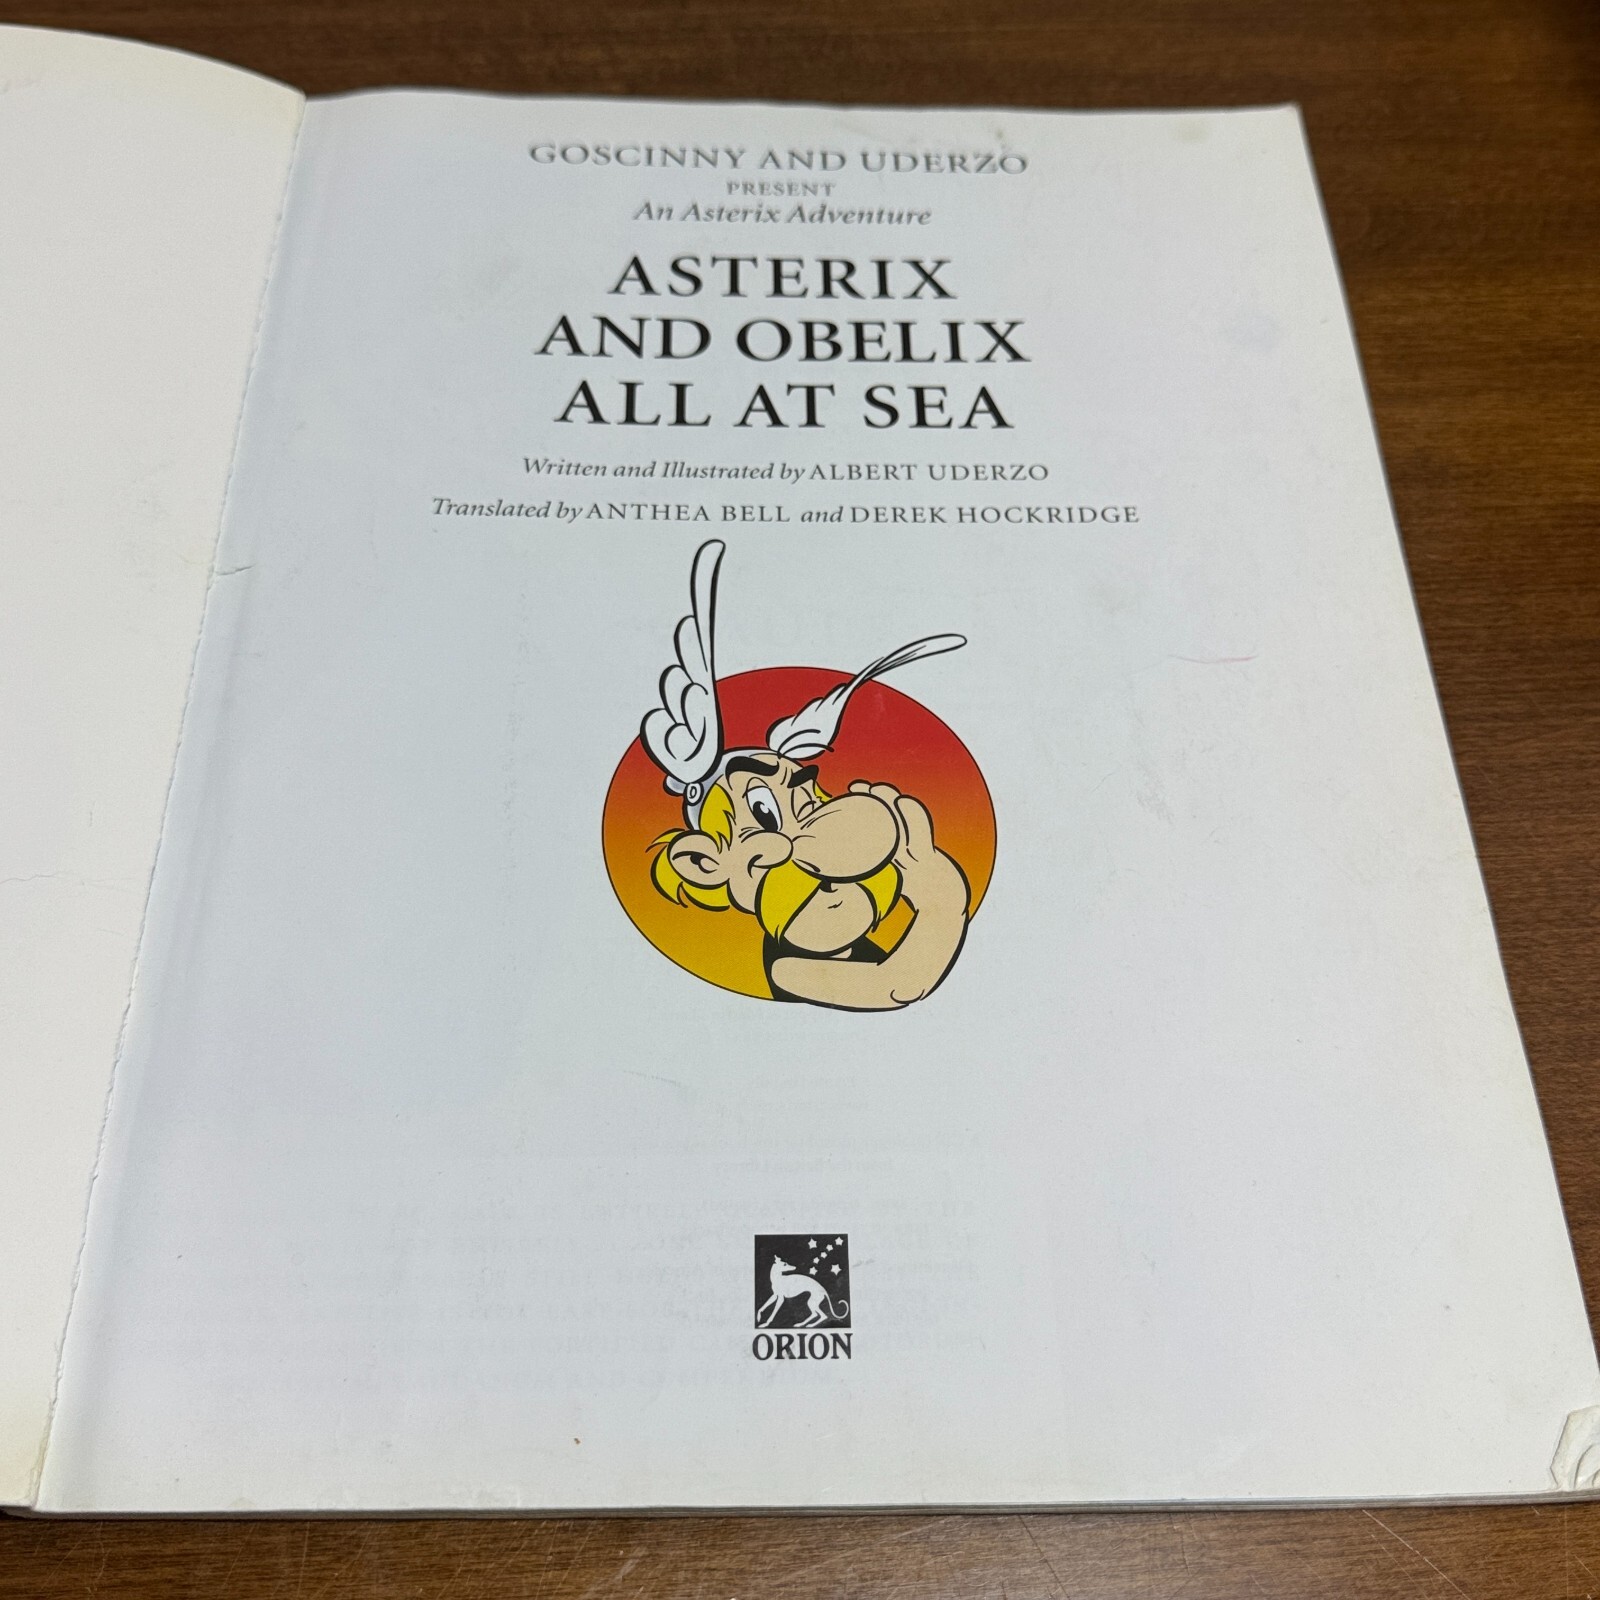 GOSCINNY AND UDERZO
PRESENT
An Asterix Adventure
ASTERIX
AND OBELIX
ALL AT SEA
Written and Illustrated by ALBERT UDERZO
Translated by ANTHEA BELL and DEREK HOCKRIDGE
ORION